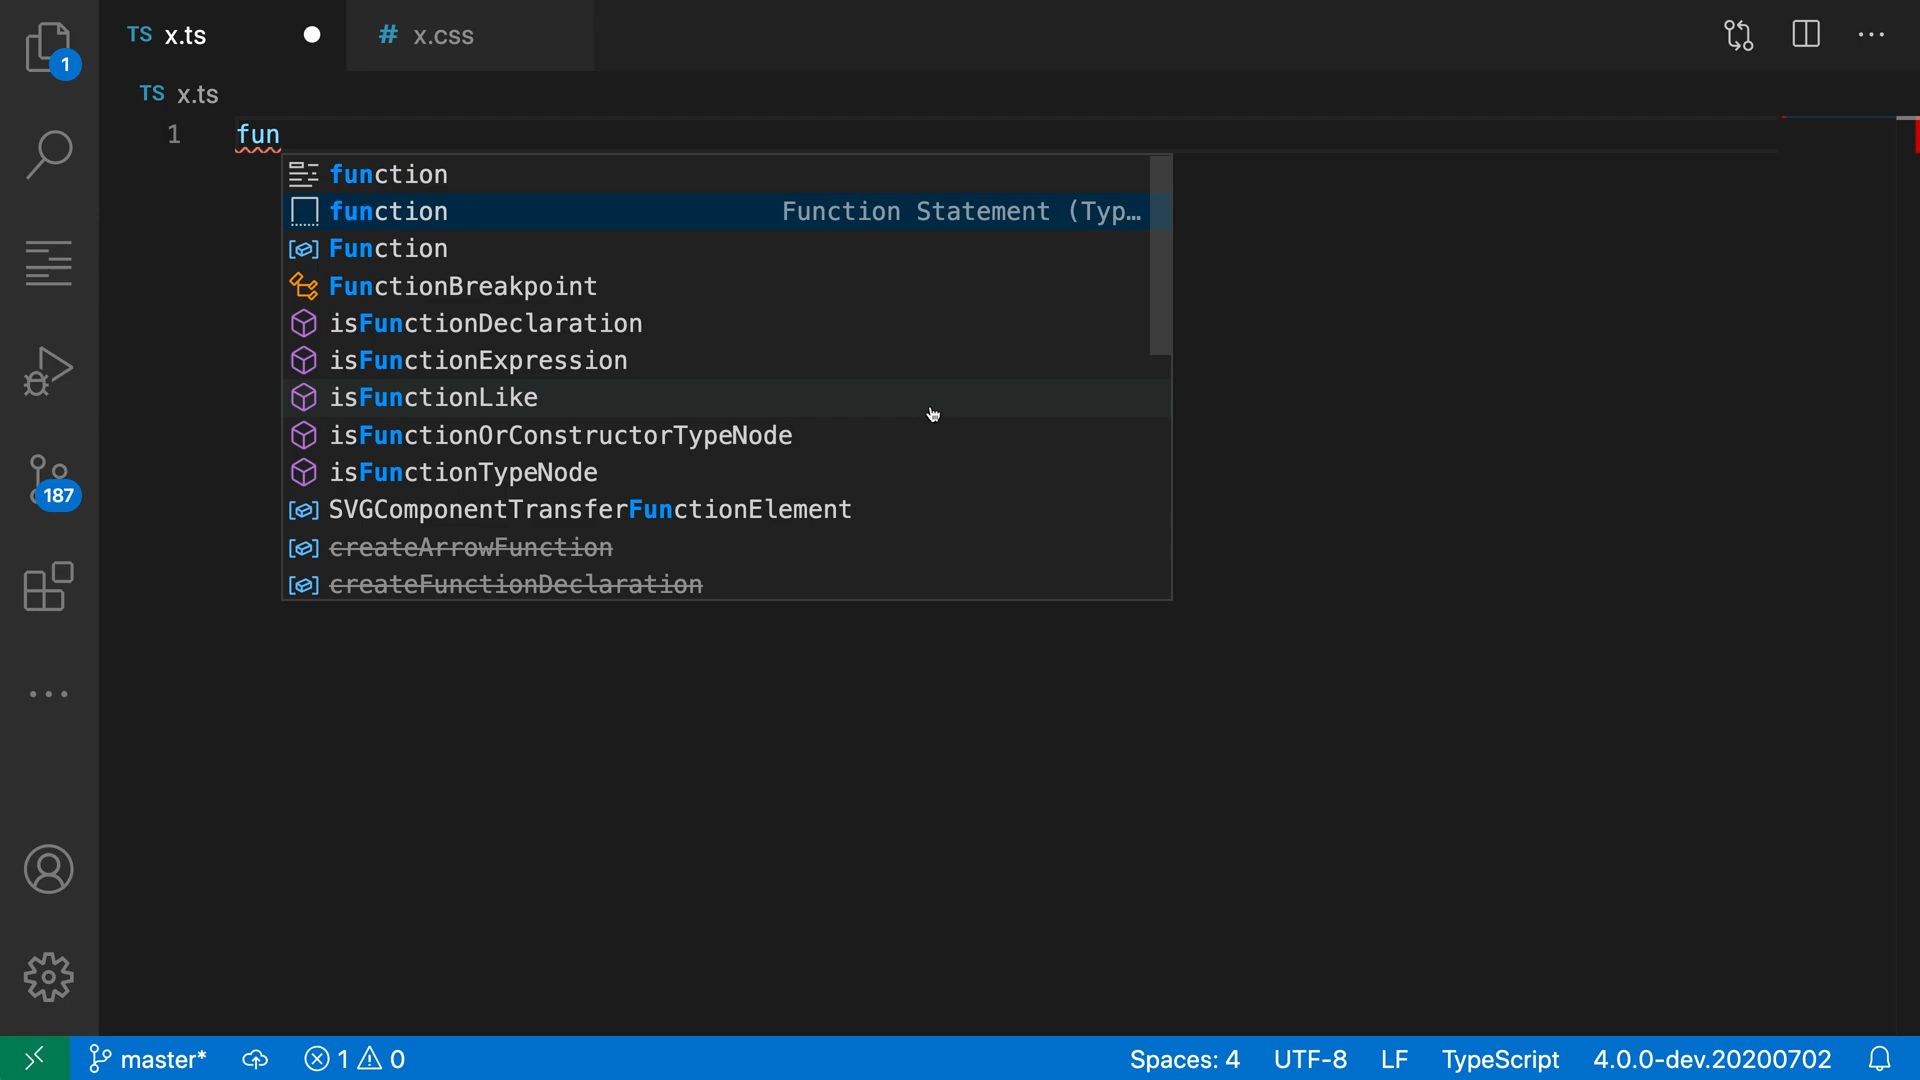 TS x.ts
# x.css
1
TS x.ts
1 fun
function
function Function Statement (Typ…
Function
FunctionBreakpoint
isFunctionDeclaration
isFunctionExpression
isFunctionLike
isFunctionOrConstructorTypeNode
isFunctionTypeNode
SVGComponentTransferFunctionElement
createArrowFunction
createFunctionDeclaration
187
master* 1 0 Spaces: 4 UTF-8 LF TypeScript 4.0.0-dev.20200702